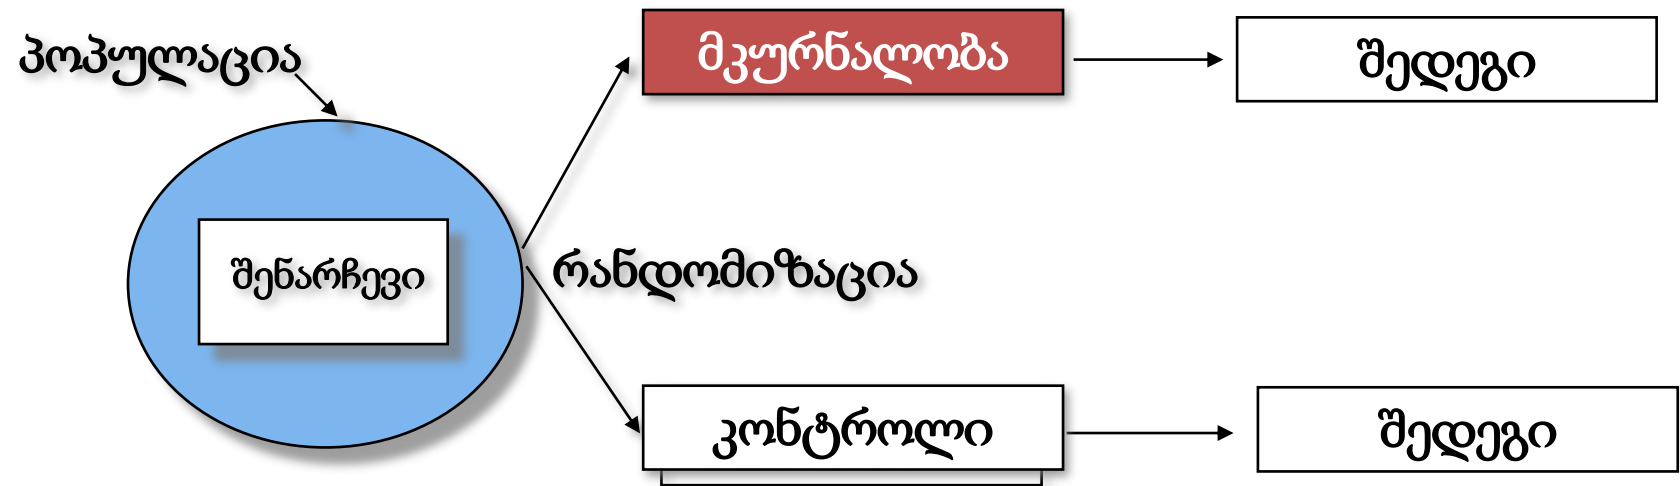 პოპულაცია
მკურნალობა
შედეგი
შენარჩევი
რანდომიზაცია
კონტროლი
შედეგი